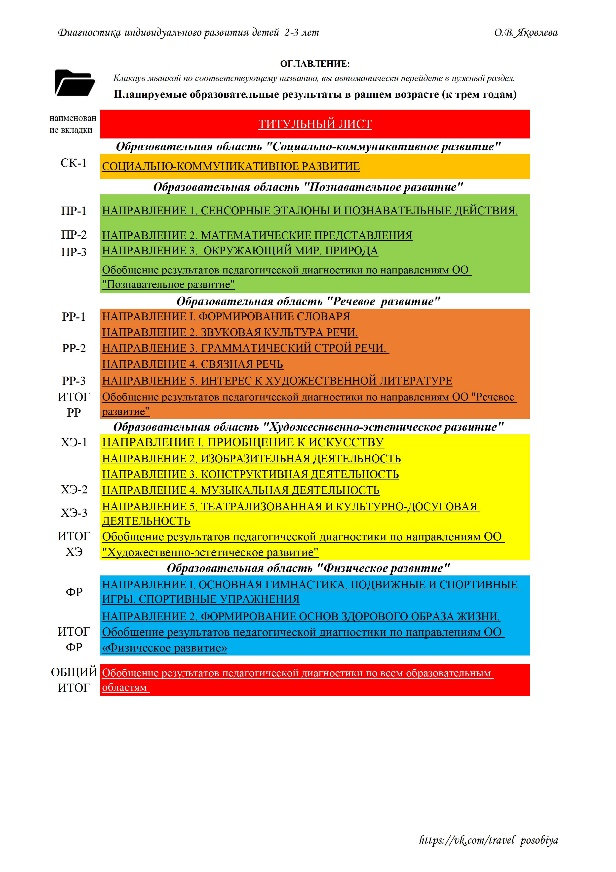 Диагностика индивидуального развития детей 2-3 лет О.В. Яковлева
ОГЛАВЛЕНИЕ:
Кликнув мышкой по соответствующему названию, вы автоматически перейдете в нужный раздел.
Планируемые образовательные результаты в раннем возрасте (к трем годам)
наименован
ие вкладки
ТИТУЛЬНЫЙ ЛИСТ
Образовательная область "Социально-коммуникативное развитие"
СК-1 СОЦИАЛЬНО-КОММУНИКАТИВНОЕ РАЗВИТИЕ
Образовательная область "Познавательное развитие"
ПР-1 НАПРАВЛЕНИЕ 1. СЕНСОРНЫЕ ЭТАЛОНЫ И ПОЗНАВАТЕЛЬНЫЕ ДЕЙСТВИЯ.
ПР-2 НАПРАВЛЕНИЕ 2. МАТЕМАТИЧЕСКИЕ ПРЕДСТАВЛЕНИЯ
ПР-3 НАПРАВЛЕНИЕ 3. ОКРУЖАЮЩИЙ МИР, ПРИРОДА
Обобщение результатов педагогической диагностики по направлениям ОО
"Познавательное развитие"
Образовательная область "Речевое развитие"
РР-1 НАПРАВЛЕНИЕ I. ФОРМИРОВАНИЕ СЛОВАРЯ
НАПРАВЛЕНИЕ 2. ЗВУКОВАЯ КУЛЬТУРА РЕЧИ.
РР-2 НАПРАВЛЕНИЕ 3. ГРАММАТИЧЕСКИЙ СТРОЙ РЕЧИ.
НАПРАВЛЕНИЕ 4. СВЯЗНАЯ РЕЧЬ
РР-3 НАПРАВЛЕНИЕ 5. ИНТЕРЕС К ХУДОЖЕСТВЕННОЙ ЛИТЕРАТУРЕ
ИТОГ Обобщение результатов педагогической диагностики по направлениям ОО "Речевое
РР развитие"
Образовательная область "Художественно-эстетическое развитие"
ХЭ-1 НАПРАВЛЕНИЕ I. ПРИОБЩЕНИЕ К ИСКУССТВУ
НАПРАВЛЕНИЕ 2. ИЗОБРАЗИТЕЛЬНАЯ ДЕЯТЕЛЬНОСТЬ
НАПРАВЛЕНИЕ 3. КОНСТРУКТИВНАЯ ДЕЯТЕЛЬНОСТЬ
ХЭ-2 НАПРАВЛЕНИЕ 4. МУЗЫКАЛЬНАЯ ДЕЯТЕЛЬНОСТЬ
ХЭ-3 НАПРАВЛЕНИЕ 5. ТЕАТРАЛИЗОВАННАЯ И КУЛЬТУРНО-ДОСУГОВАЯ
ДЕЯТЕЛЬНОСТЬ
ИТОГ Обобщение результатов педагогической диагностики по направлениям ОО
ХЭ "Художественно-эстетическое развитие"
Образовательная область "Физическое развитие"
ФР НАПРАВЛЕНИЕ I. ОСНОВНАЯ ГИМНАСТИКА, ПОДВИЖНЫЕ И СПОРТИВНЫЕ
ИГРЫ, СПОРТИВНЫЕ УПРАЖНЕНИЯ
НАПРАВЛЕНИЕ 2. ФОРМИРОВАНИЕ ОСНОВ ЗДОРОВОГО ОБРАЗА ЖИЗНИ.
ИТОГ Обобщение результатов педагогической диагностики по направлениям ОО
ФР «Физическое развитие»
ОБЩИЙ Обобщение результатов педагогической диагностики по всем образовательным
ИТОГ областям
https://vk.com/travel_posobiya